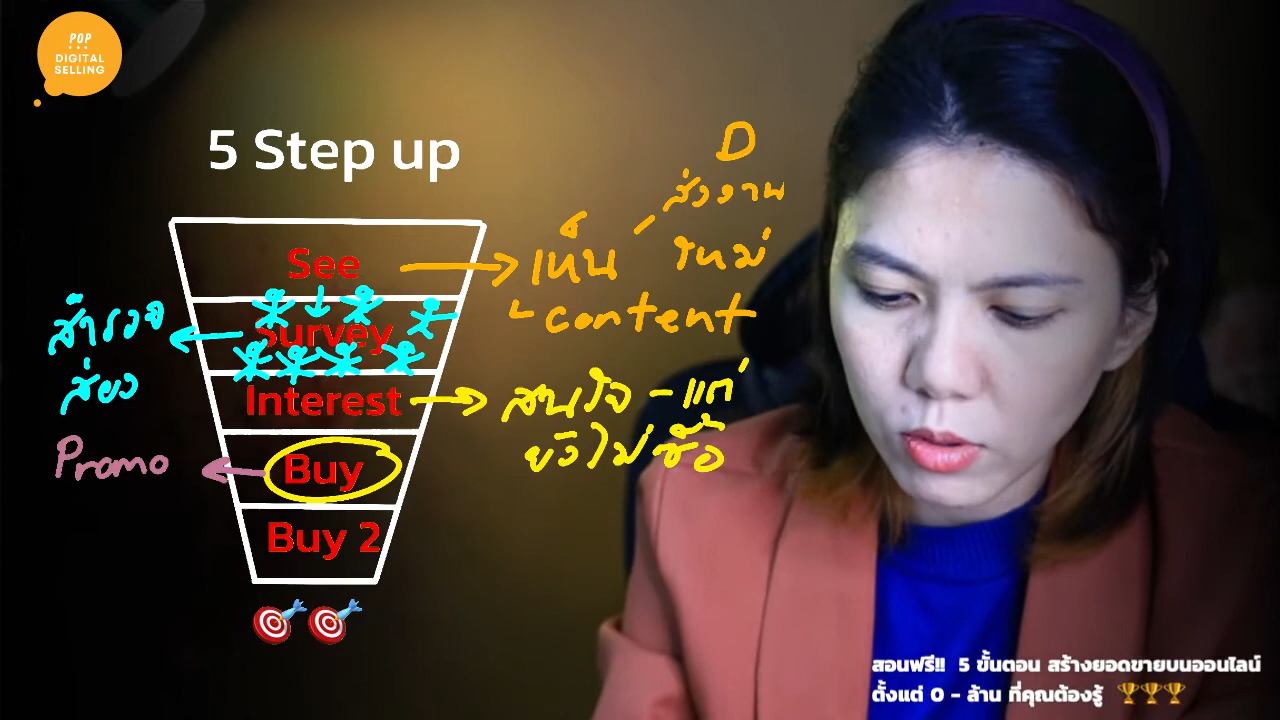 POP
DIGITAL
SELLING
5 Step up
See
Survey
Interest
Buy
Buy 2
D
ส่งงาน
เห็น
ใหม่
content
สำรวจ
สนใจ - แต่
ยังไม่ซื้อ
Promo
สอนฟรี!! 5 ขั้นตอน สร้างยอดขายบนออนไลน์
ตั้งแต่ 0 - ล้าน ที่คุณต้องรู้